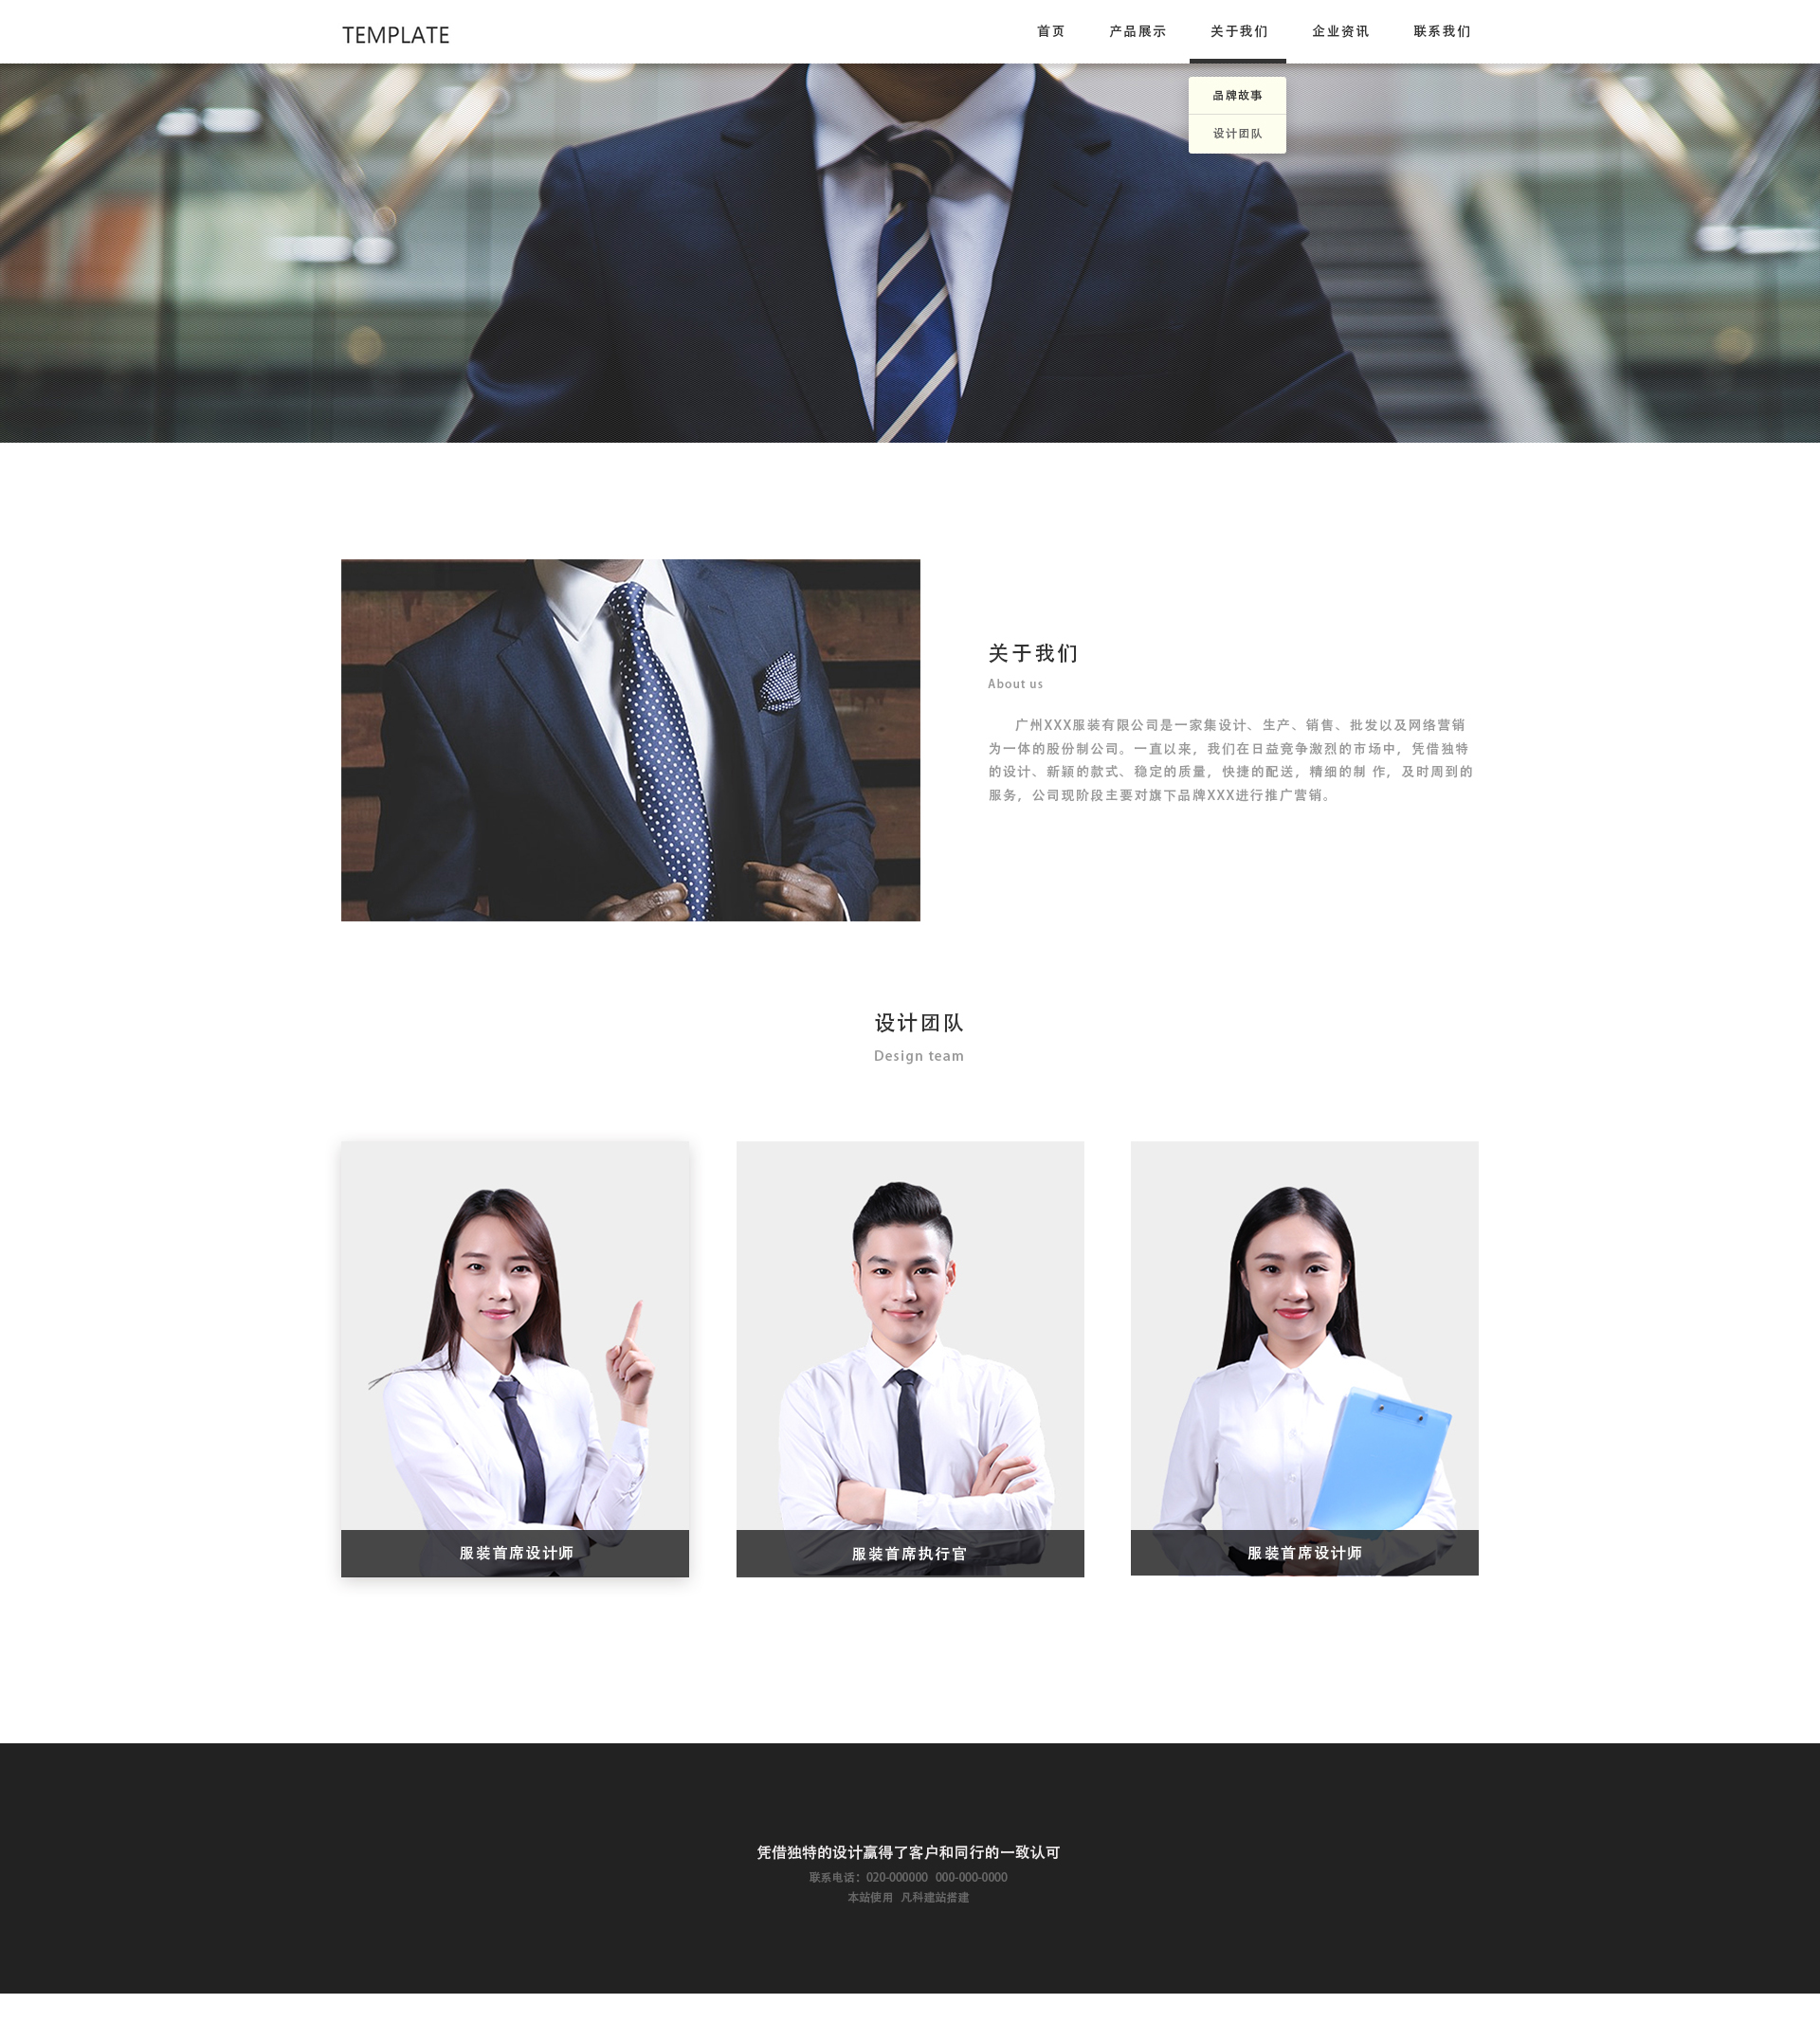 TEMPLATE
首页 产品展示 关于我们 企业资讯 联系我们
品牌故事
设计团队
关于我们
About us
广州XXX服装有限公司是一家集设计、生产、销售、批发以及网络营销
为一体的股份制公司。一直以来，我们在日益竞争激烈的市场中，凭借独特
的设计、新颖的款式、稳定的质量，快捷的配送，精细的制 作，及时周到的
服务，公司现阶段主要对旗下品牌XXX进行推广营销。
设计团队
Design team
服装首席设计师
服装首席执行官
服装首席设计师
凭借独特的设计赢得了客户和同行的一致认可
联系电话：020-000000 000-000-0000
本站使用 凡科建站搭建